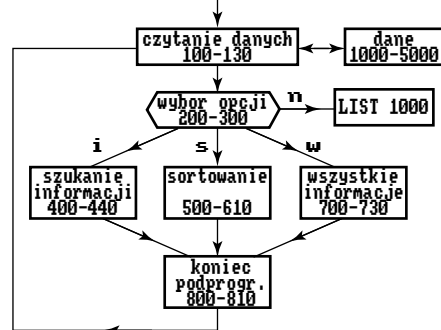 czytanie danych
100-130
dane
1000-5000
wybor opcji
200-300
n
LIST 1000
i
s
w
szukanie
informacji
400-440
sortowanie
500-610
wszystkie
informacje
700-730
koniec
podprogr.
800-810